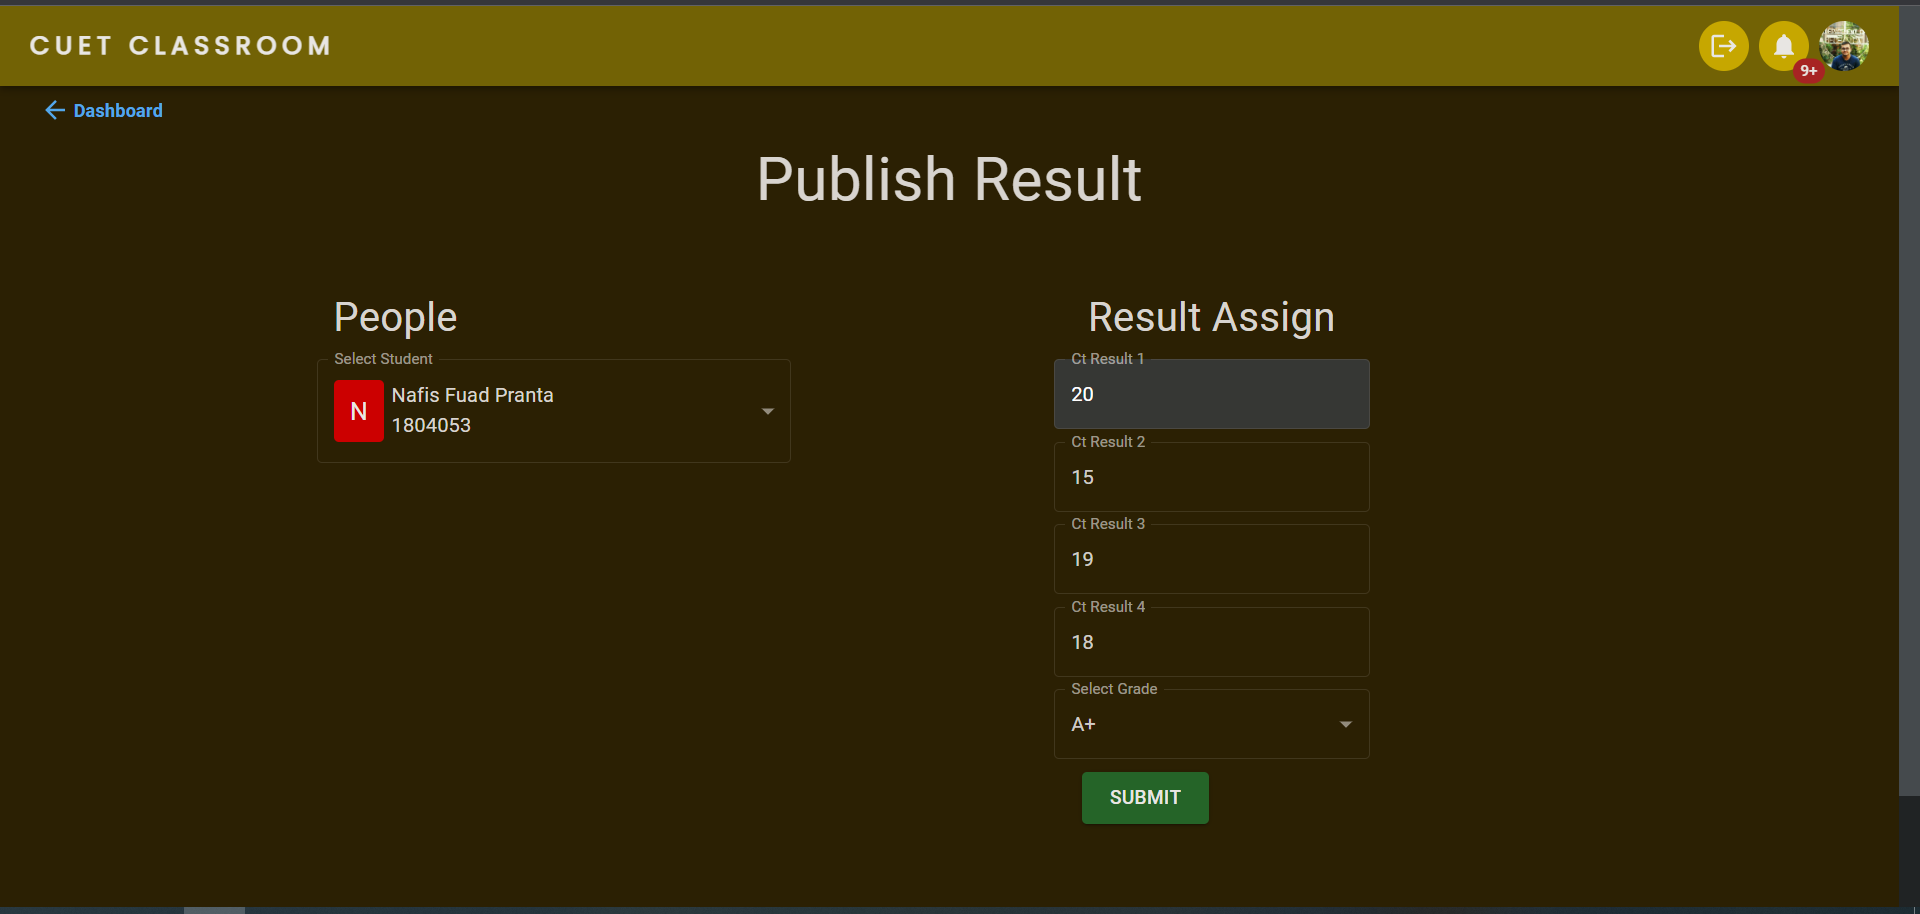 CUET CLASSROOM
9+
Dashboard
Publish Result
People
Select Student
N
Nafis Fuad Pranta
1804053
Result Assign
Ct Result 1
20
Ct Result 2
15
Ct Result 3
19
Ct Result 4
18
Select Grade
A+
SUBMIT